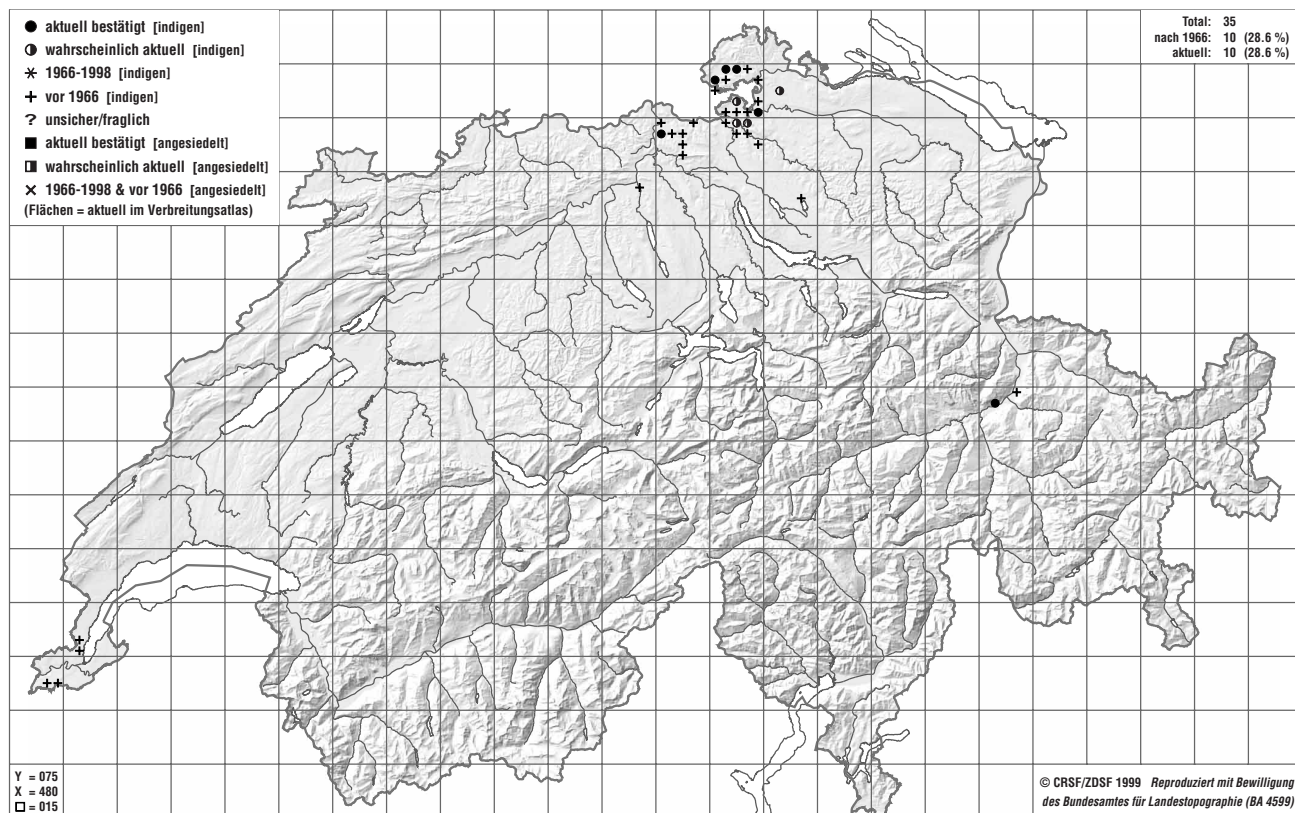 aktuell bestätigt [indigen]
wahrscheinlich aktuell [indigen]
1966-1998 [indigen]
vor 1966 [indigen]
? unsicher/fraglich
aktuell bestätigt [angesiedelt]
wahrscheinlich aktuell [angesiedelt]
1966-1998 & vor 1966 [angesiedelt]
(Flächen = aktuell im Verbreitungsatlas)
Total: 35
nach 1966: 10 (28.6 %)
aktuell: 10 (28.6 %)
Y = 075
X = 480
= 015
© CRSF/ZDSF 1999 Reproduziert mit Bewilligung
des Bundesamtes für Landestopographie (BA 4599)